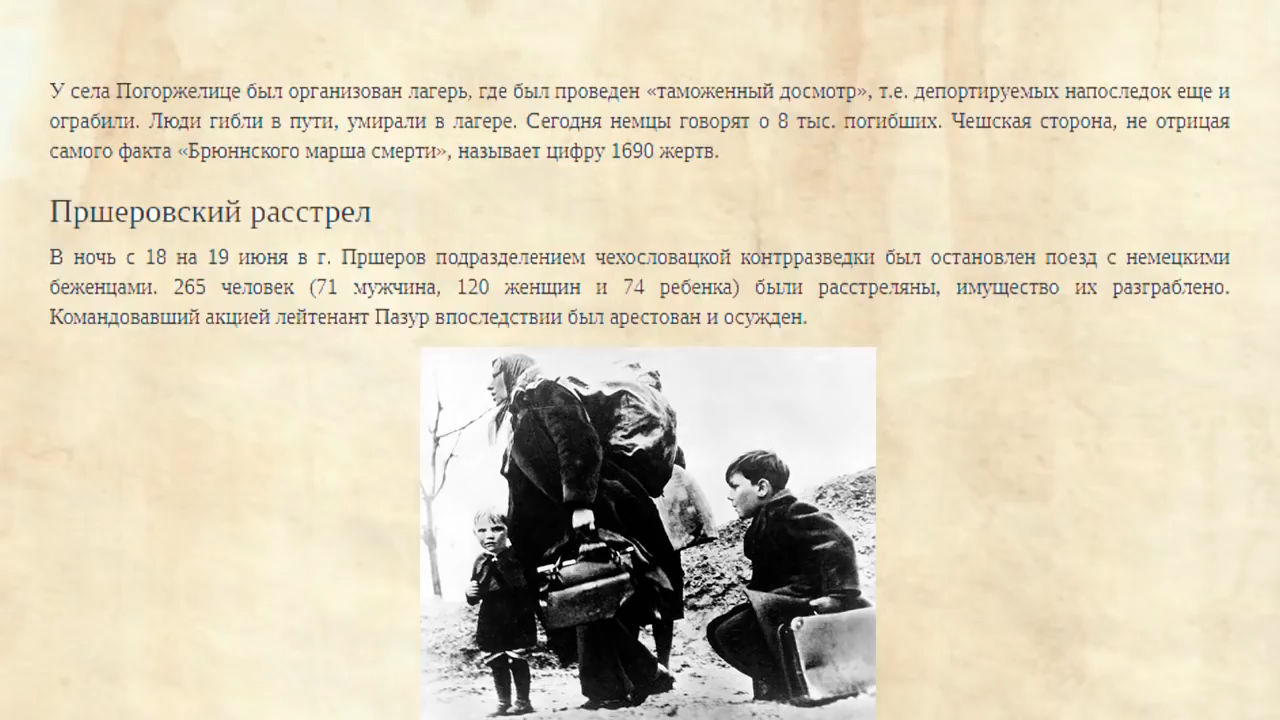 У села Погоржелице был организован лагерь, где был проведен «таможенный досмотр», т.е. депортируемых напоследок еще и
ограбили. Люди гибли в пути, умирали в лагере. Сегодня немцы говорят о 8 тыс. погибших. Чешская сторона, не отрицая
самого факта «Брюннского марша смерти», называет цифру 1690 жертв.
Пршеровский расстрел
В ночь с 18 на 19 июня в г. Пршеров подразделением чехословацкой контрразведки был остановлен поезд с немецкими
беженцами. 265 человек (71 мужчина, 120 женщин и 74 ребенка) были расстреляны, имущество их разграблено.
Командовавший акцией лейтенант Пазур впоследствии был арестован и осужден.